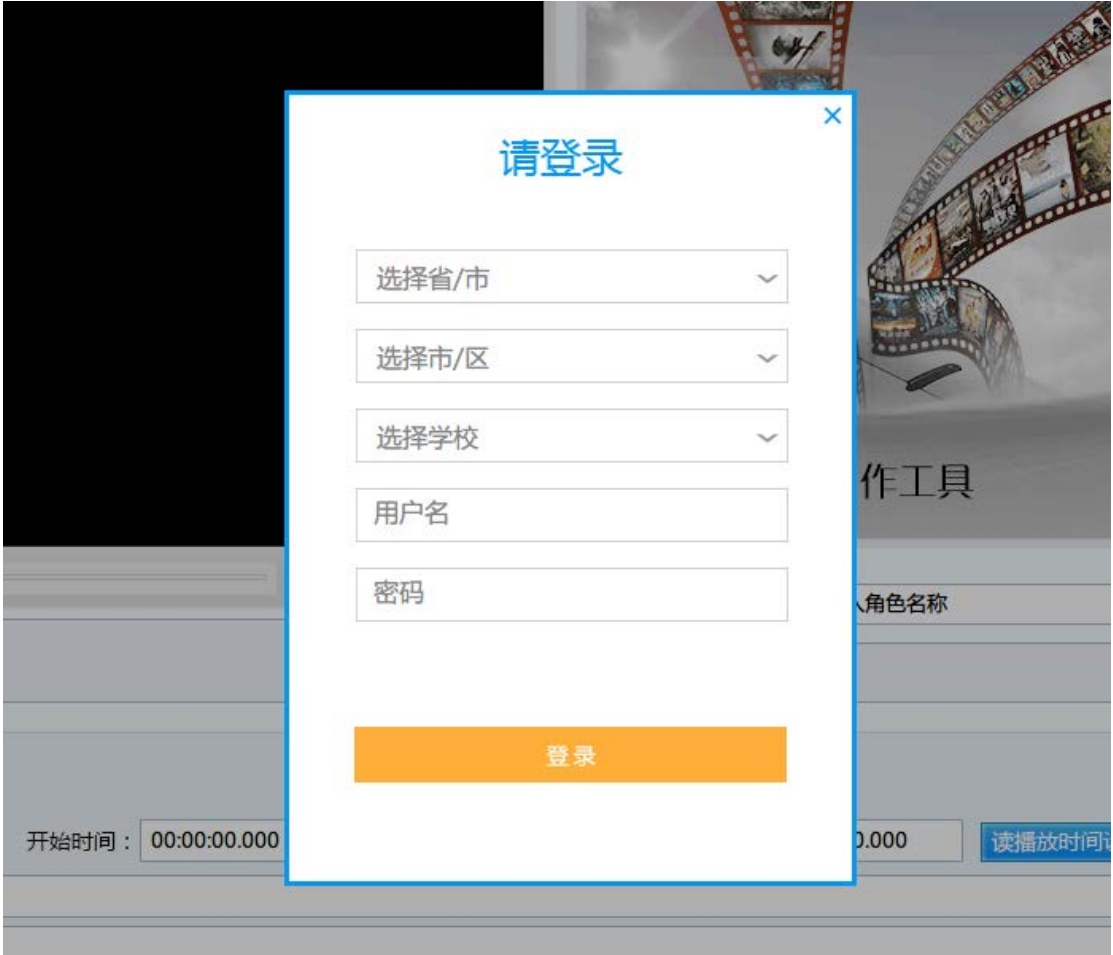 请登录
选择省/市
选择市/区
选择学校
用户名
密码
登录
作工具
角色名称
开始时间：
00:00:00.000
0.000
读播放时间